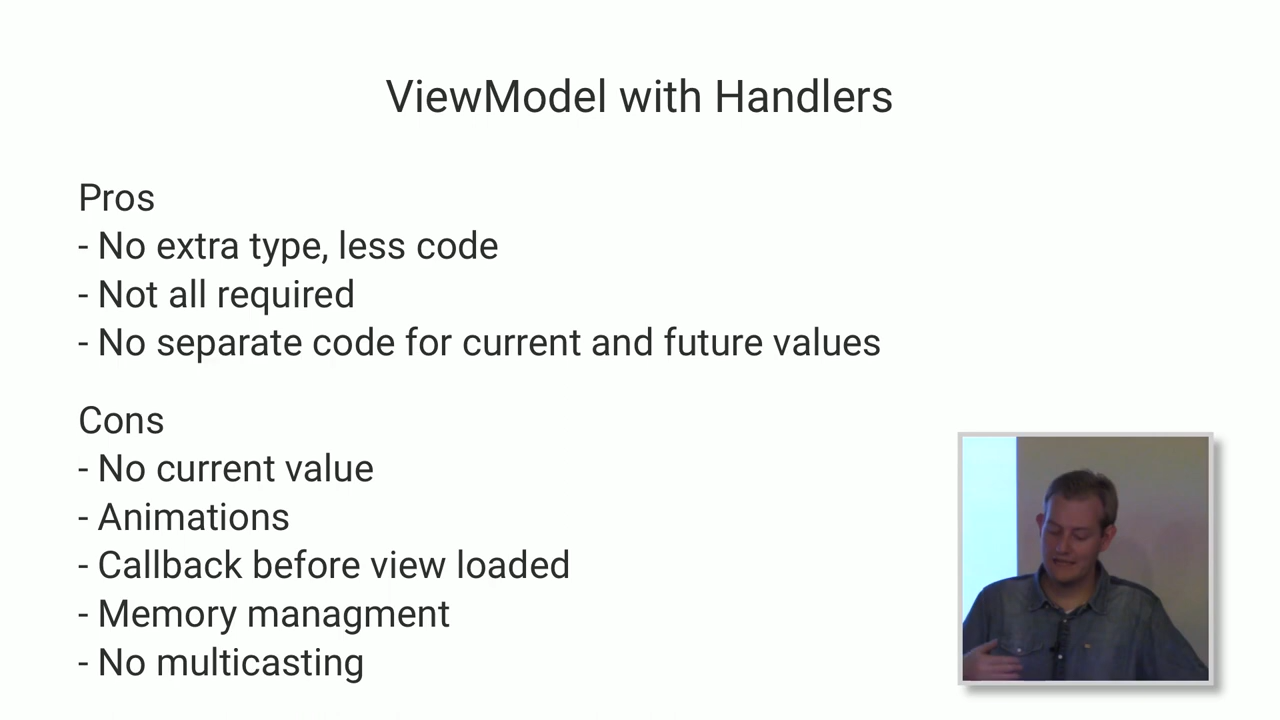 ViewModel with Handlers
Pros
- No extra type, less code
- Not all required
- No separate code for current and future values
Cons
- No current value
- Animations
- Callback before view loaded
- Memory managment
- No multicasting